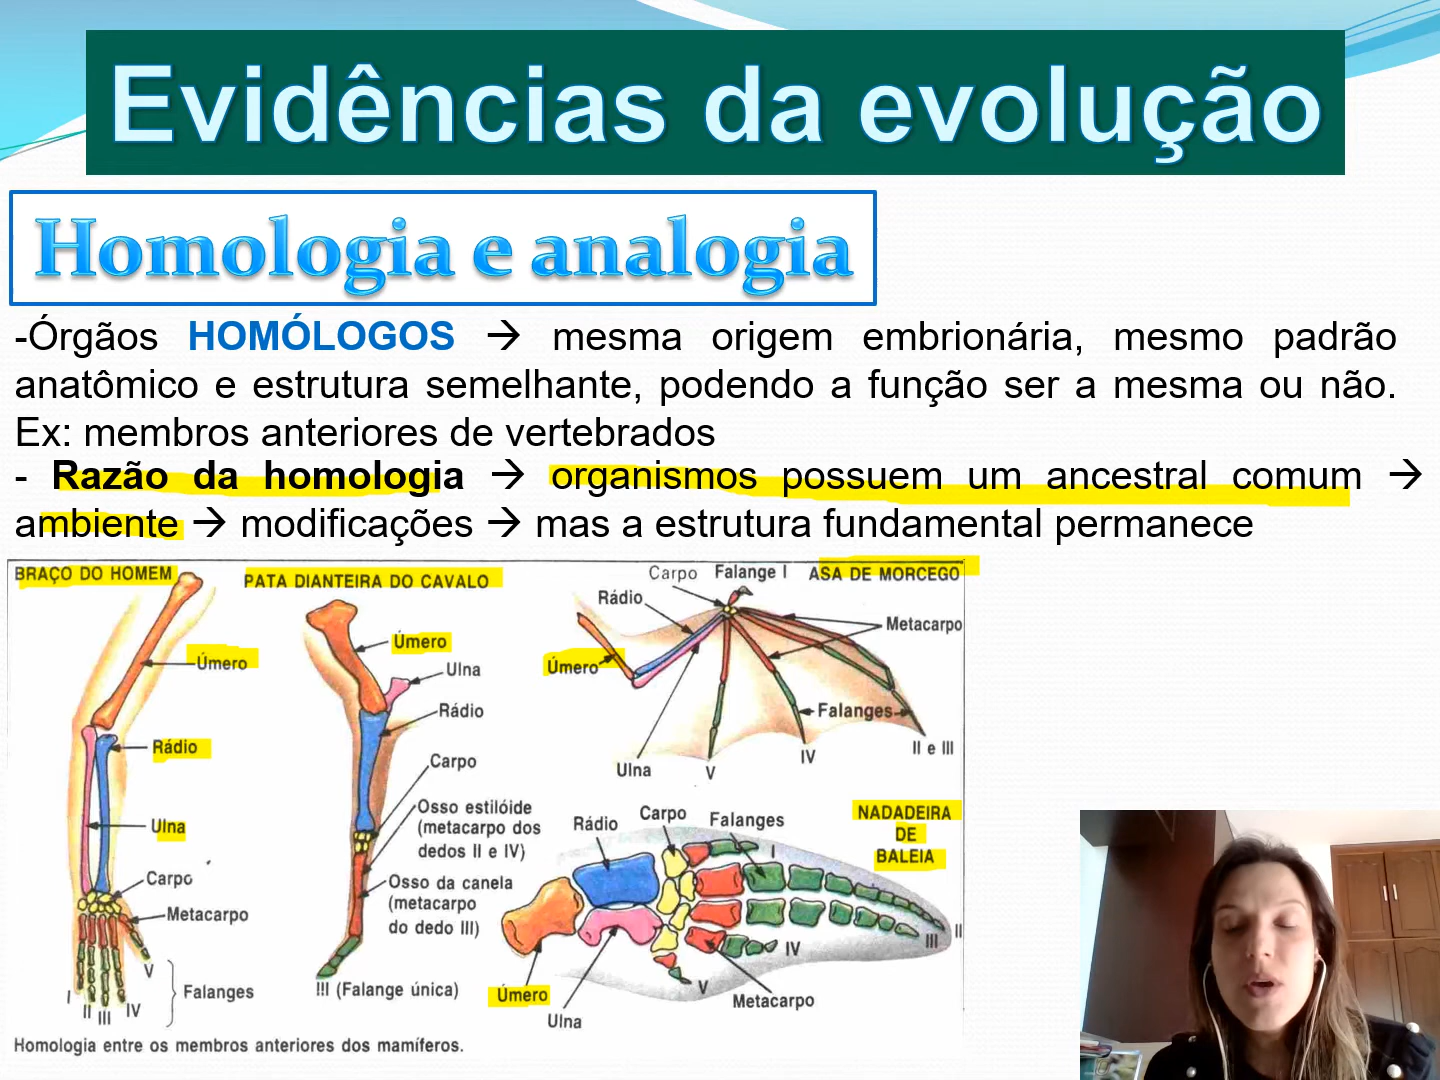 Evidências da evolução
Homologia e analogia
-Órgãos HOMÓLOGOS → mesma origem embrionária, mesmo padrão
anatômico e estrutura semelhante, podendo a função ser a mesma ou não.
Ex: membros anteriores de vertebrados
- Razão da homologia → organismos possuem um ancestral comum →
ambiente → modificações → mas a estrutura fundamental permanece
BRAÇO DO HOMEM
Úmero
Rádio
Ulna
Carpo
Metacarpo
V
Falanges
I
II
III
IV
PATA DIANTEIRA DO CAVALO
Úmero
Ulna
Rádio
Carpo
Osso estilóide
(metacarpo dos
dedos II e IV)
Osso da canela
(metacarpo
do dedo III)
III (Falange única)
Carpo
Falange I
ASA DE MORCEGO
Rádio
Metacarpo
Úmero
Falanges
II e III
IV
V
Ulna
NADADEIRA
DE
BALEIA
Rádio
Carpo
Falanges
I
II
III
IV
V
Úmero
Ulna
Metacarpo
Homologia entre os membros anteriores dos mamíferos.